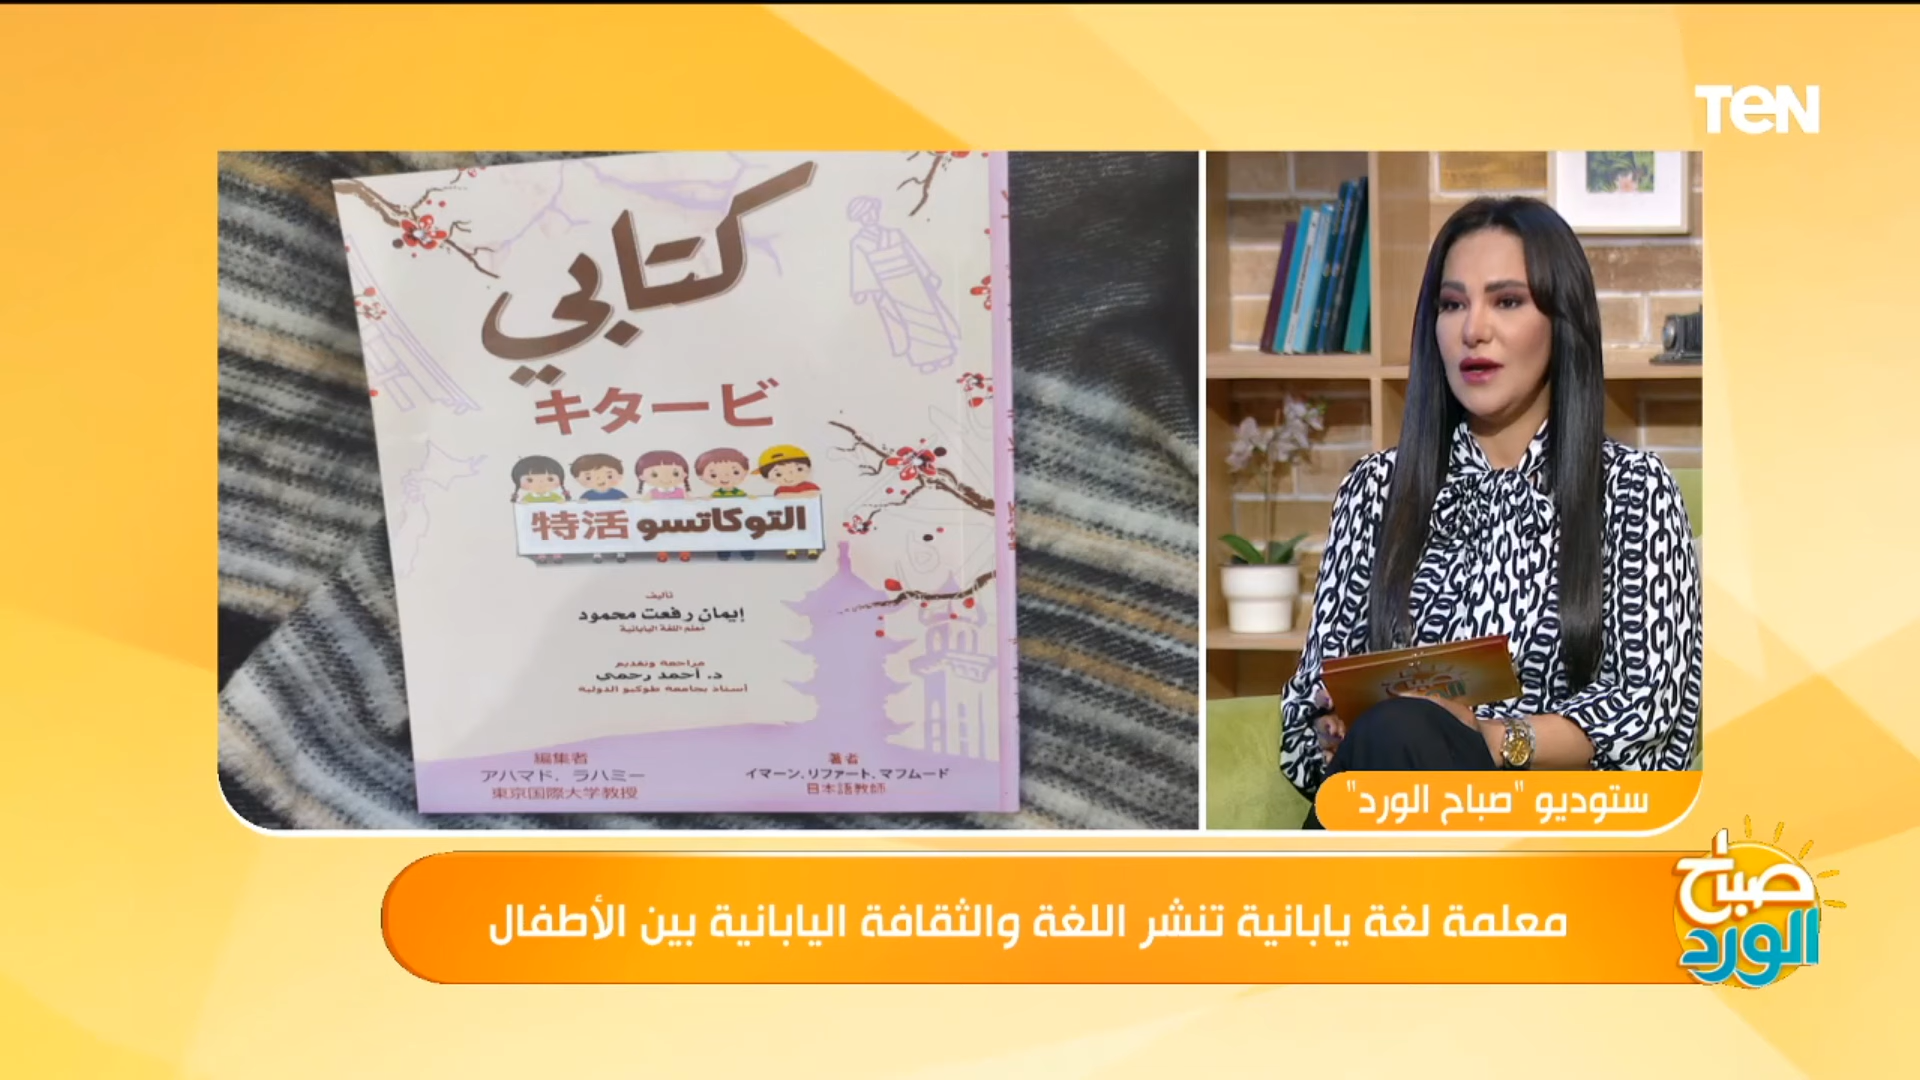 TEN
كتابي
キタービ
التوكاتسو 特活
تأليف
إيمان رفعت محمود
معلم اللغة اليابانية
مراجعة وتقديم
د. أحمد رحمي
أستاذ بجامعة طوكيو الدولية
著者
イマーン, リファート, マフムード
日本語教師
編集者
アハマド, ラハミー
東京国際大学教授
ستوديو "صباح الورد"
معلمة لغة يابانية تنشر اللغة والثقافة اليابانية بين الأطفال
صباح
الورد